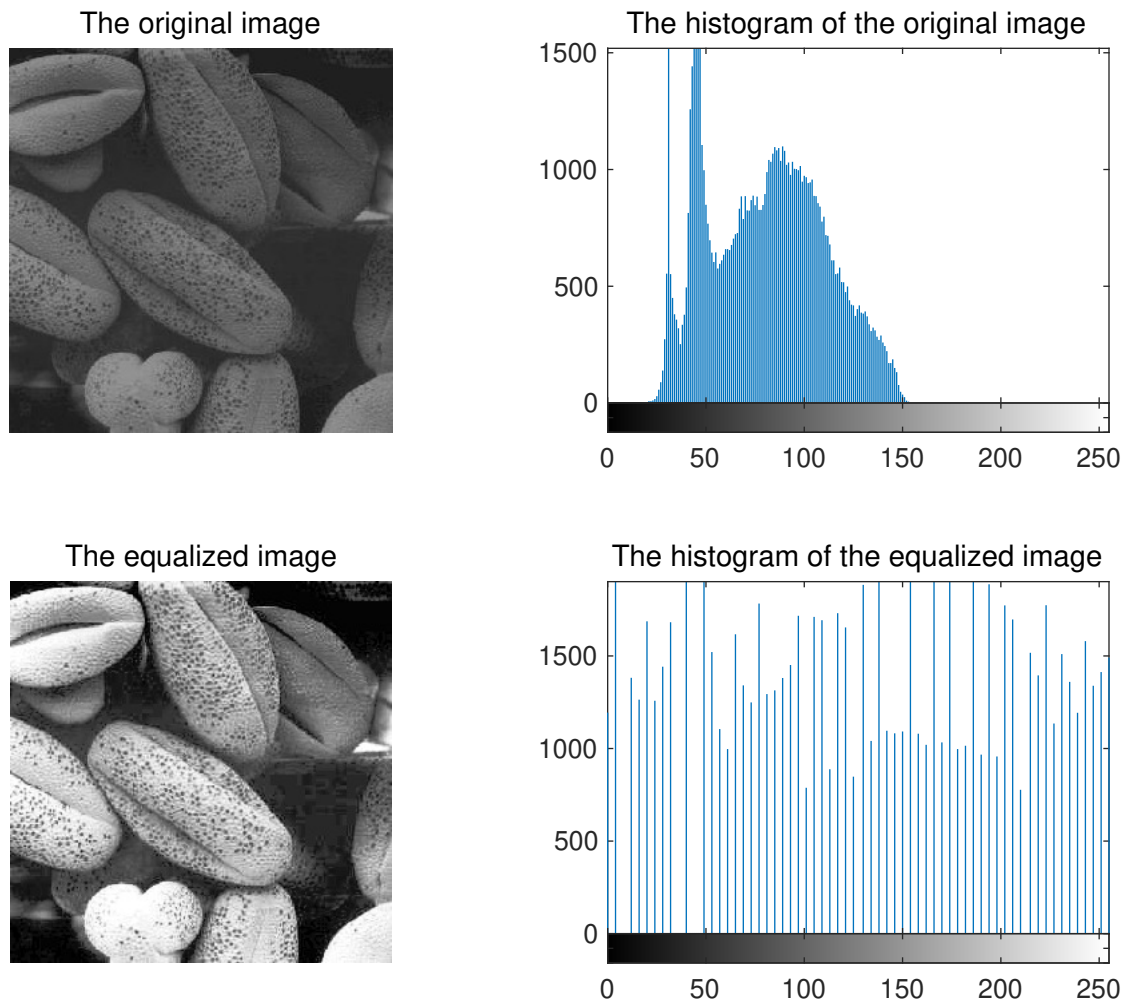 The original image
The histogram of the original image
1500
1000
500
0
0 50 100 150 200 250
The equalized image
The histogram of the equalized image
1500
1000
500
0
0 50 100 150 200 250